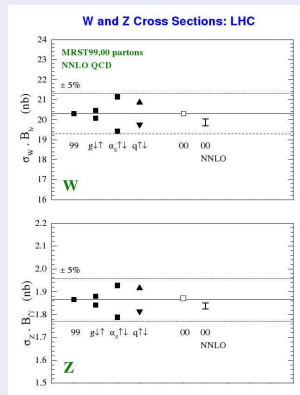 W and Z Cross Sections: LHC
24
23
22
21
20
19
18
17
16
σW . Blν (nb)
MRST99,00 partons
NNLO QCD
± 5%
99 g↓↑ αS↑↓ q↑↓ 00 00
NNLO
W
2.2
2.1
2.0
1.9
1.8
1.7
1.6
1.5
σZ . Bl+l- (nb)
± 5%
99 g↓↑ αS↑↓ q↑↓ 00 00
NNLO
Z